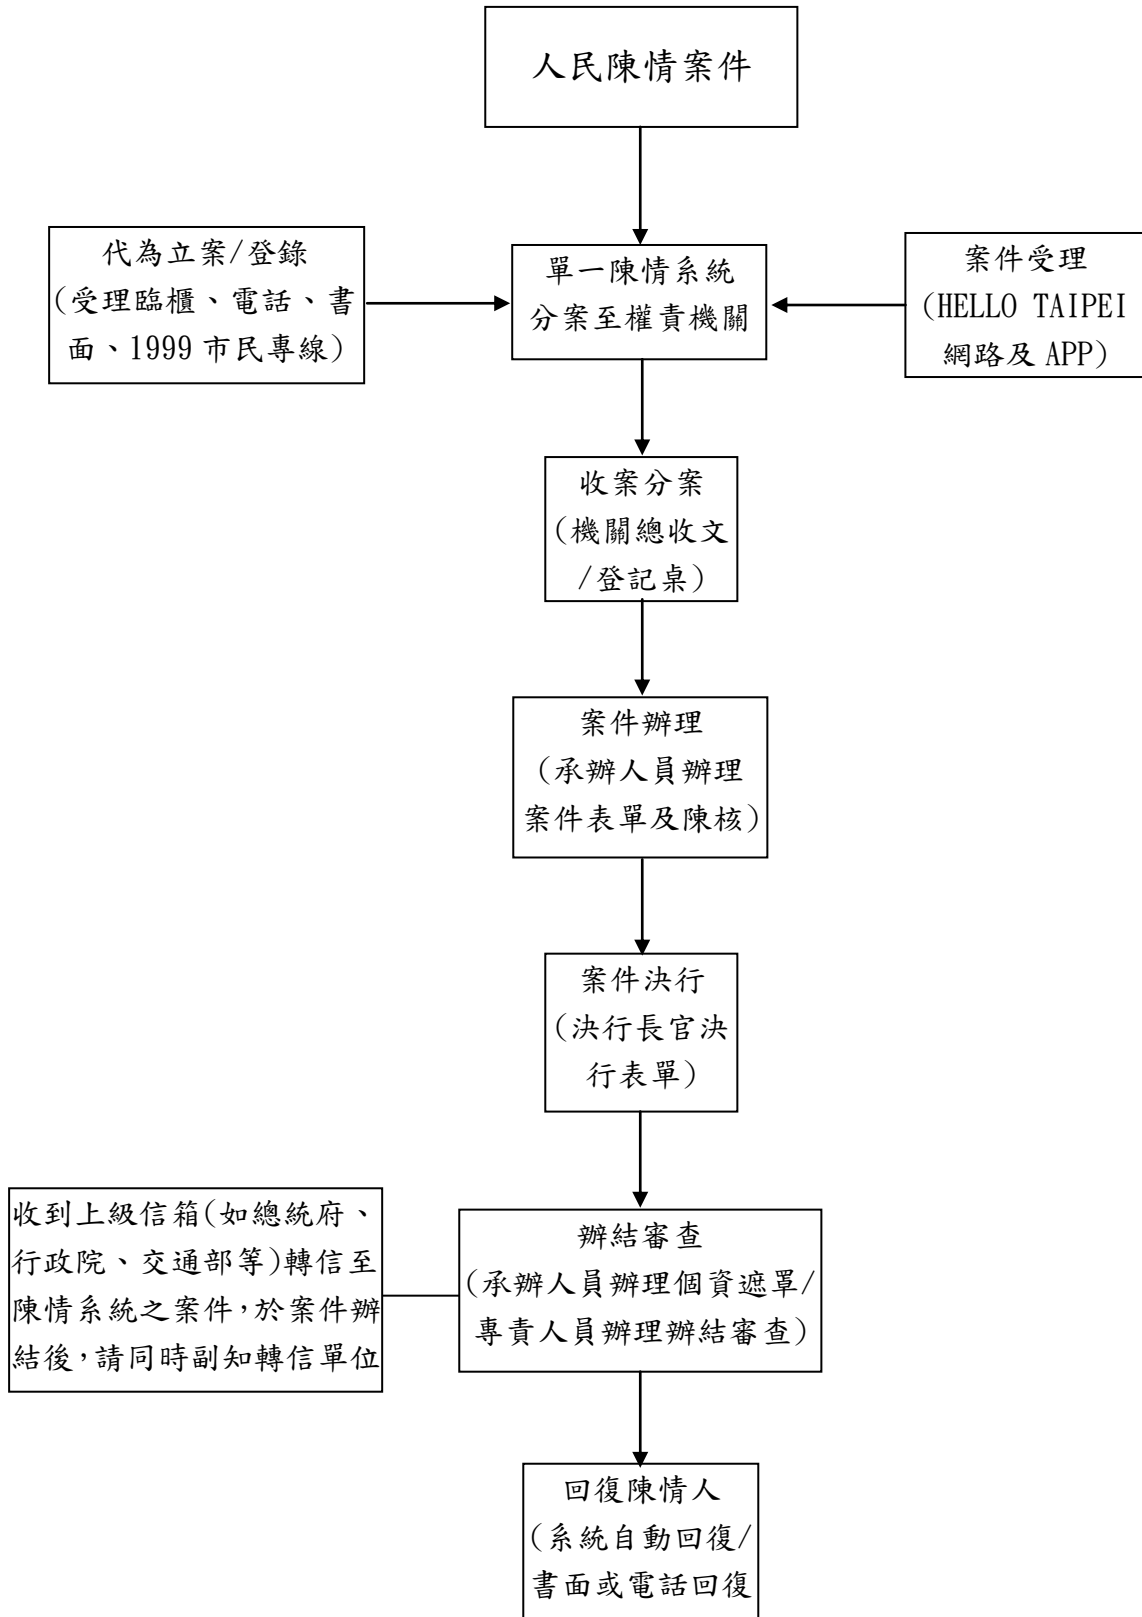 人民陳情案件
代為立案/登錄
(受理臨櫃、電話、書
面、1999 市民專線)
單一陳情系統
分案至權責機關
案件受理
(HELLO TAIPEI
網路及 APP)
收案分案
(機關總收文
/登記桌)
案件辦理
(承辦人員辦理
案件表單及陳核)
案件決行
(決行長官決
行表單)
收到上級信箱(如總統府、
行政院、交通部等)轉信至
陳情系統之案件，於案件辦
結後，請同時副知轉信單位
辦結審查
(承辦人員辦理個資遮罩/
專責人員辦理辦結審查)
回復陳情人
(系統自動回復/
書面或電話回復